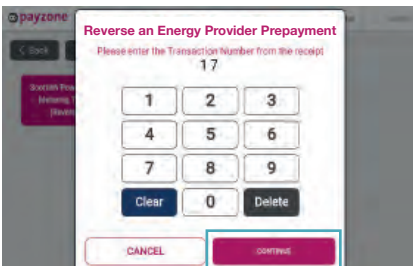 payzone
Reverse an Energy Provider Prepayment
Please enter the Transaction Number from the receipt
17
Back
1 2 3
4 5 6
7 8 9
Clear 0 Delete
CANCEL CONTINUE